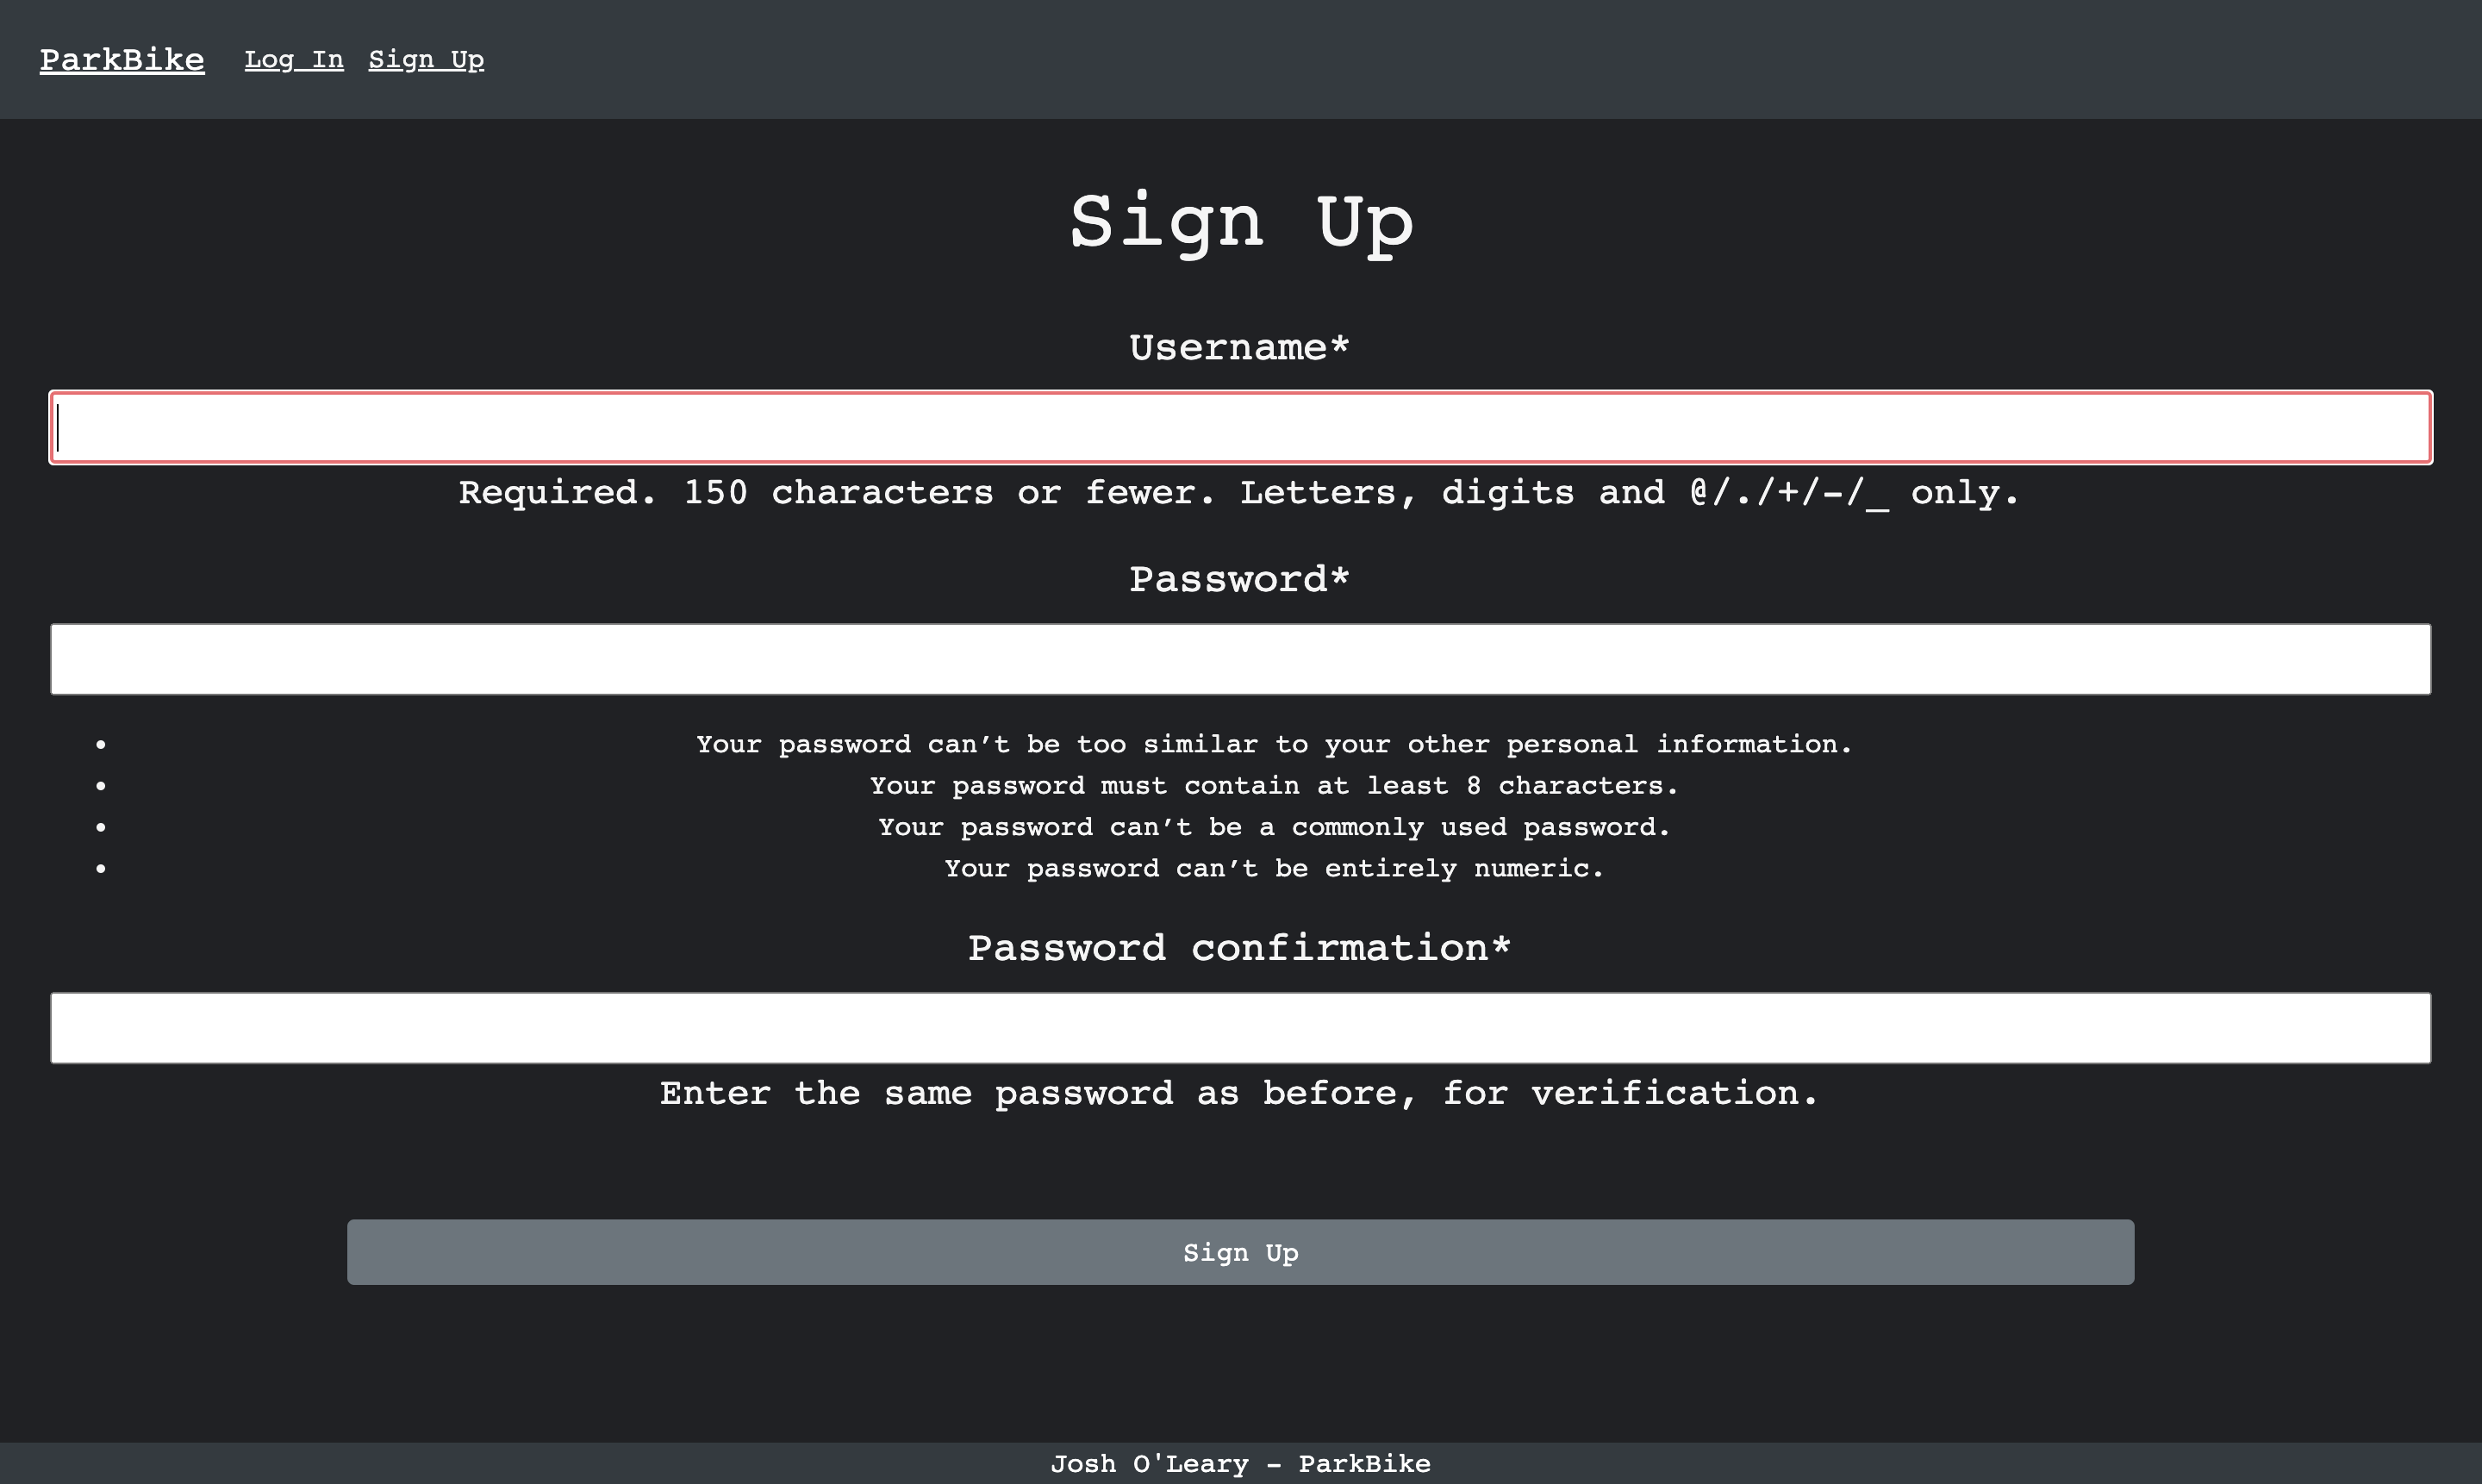 ParkBike Log In Sign Up
Sign Up
Username*
Required. 150 characters or fewer. Letters, digits and @/./+/-/_ only.
Password*
Your password can’t be too similar to your other personal information.
Your password must contain at least 8 characters.
Your password can’t be a commonly used password.
Your password can’t be entirely numeric.
Password confirmation*
Enter the same password as before, for verification.
Sign Up
Josh O'Leary - ParkBike